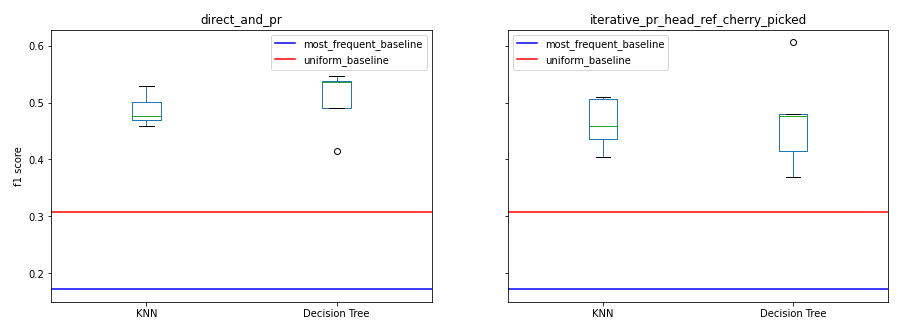 direct_and_pr
most_frequent_baseline
uniform_baseline
f1 score
0.6
0.5
0.4
0.3
0.2
KNN
Decision Tree
iterative_pr_head_ref_cherry_picked
most_frequent_baseline
uniform_baseline
KNN
Decision Tree